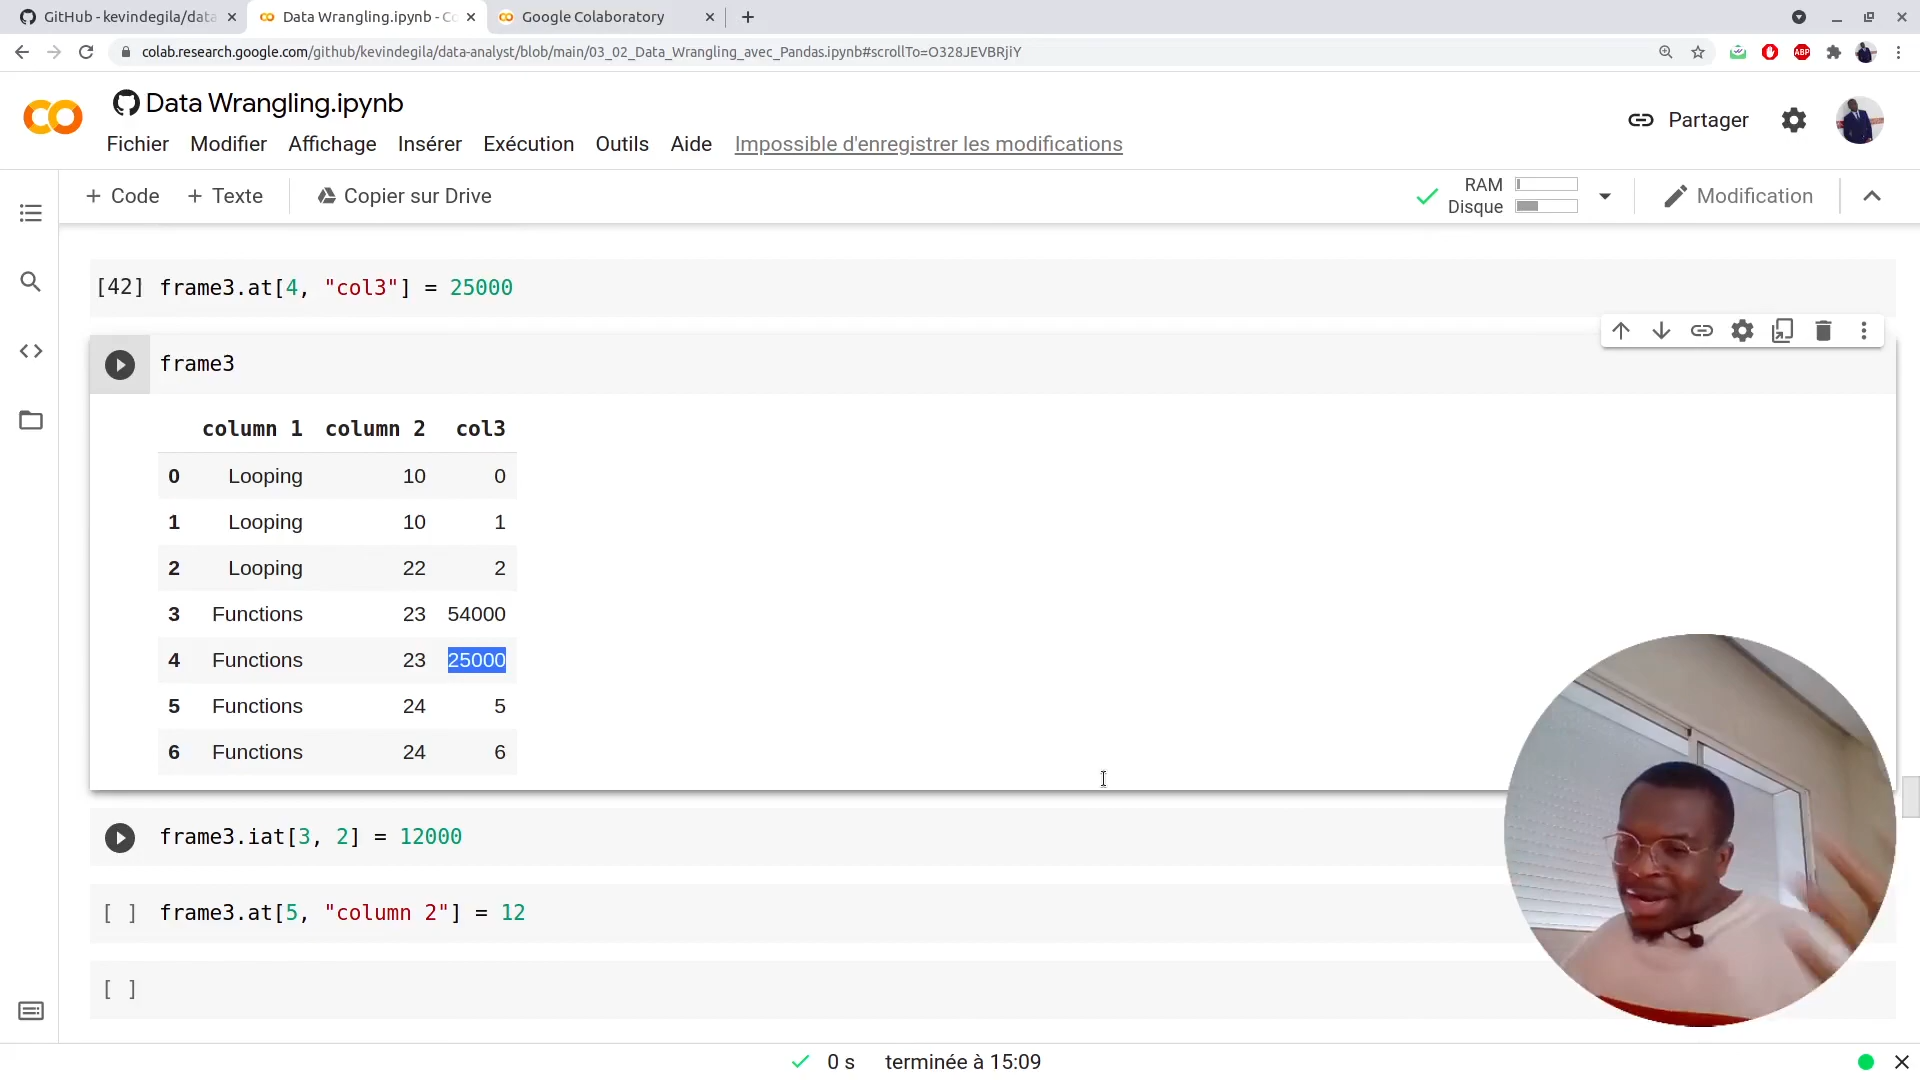 GitHub - kevindegila/data
Data Wrangling.ipynb - Co
Google Colaboratory
colab.research.google.com/github/kevindegila/data-analyst/blob/main/03_02_Data_Wrangling_avec_Pandas.ipynb#scrollTo=O328JEVBRjiY
ABP
Data Wrangling.ipynb
Fichier Modifier Affichage Insérer Exécution Outils Aide Impossible d'enregistrer les modifications
Partager
+ Code + Texte Copier sur Drive
RAM
Disque
Modification
[42] frame3.at[4, "col3"] = 25000
frame3
column 1 column 2 col3
0 Looping 10 0
1 Looping 10 1
2 Looping 22 2
3 Functions 23 54000
4 Functions 23 25000
5 Functions 24 5
6 Functions 24 6
frame3.iat[3, 2] = 12000
[ ] frame3.at[5, "column 2"] = 12
[ ]
0 s terminée à 15:09